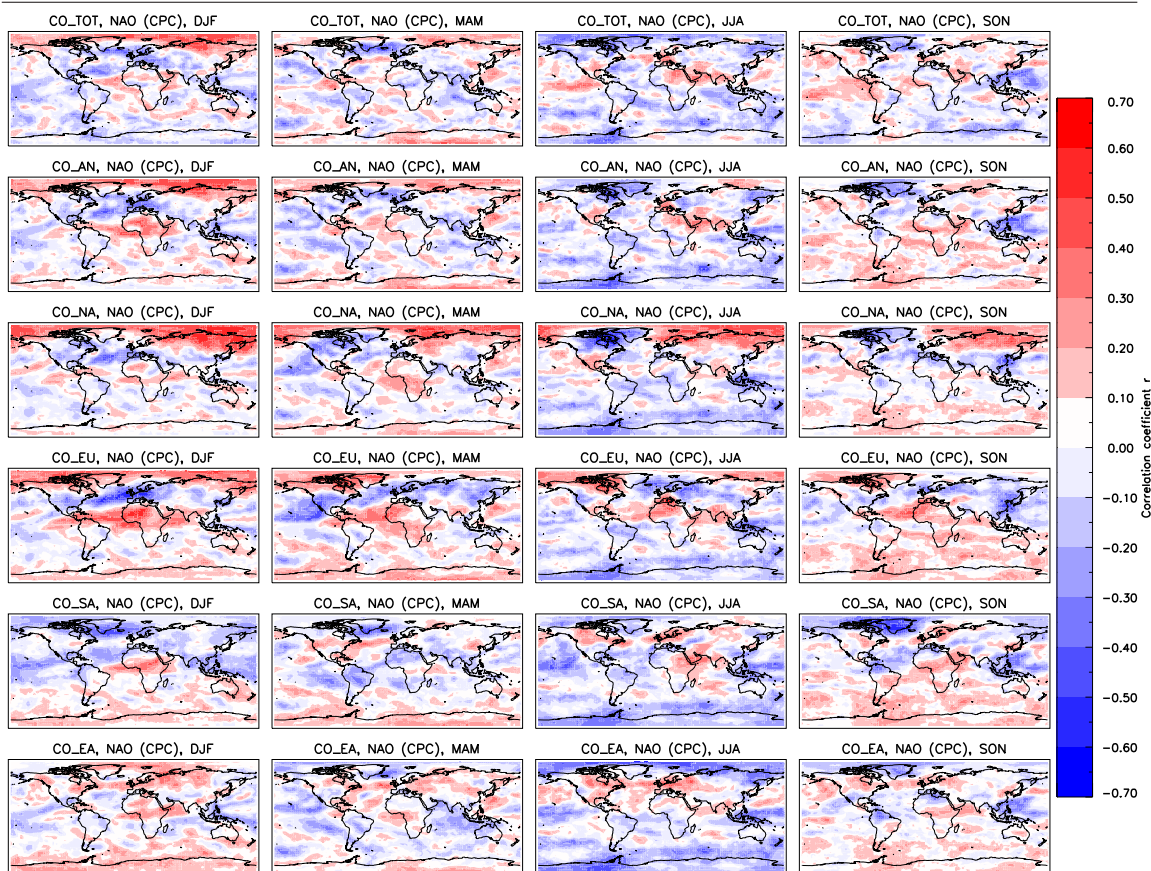 CO_TOT, NAO (CPC), DJF
CO_TOT, NAO (CPC), MAM
CO_TOT, NAO (CPC), JJA
CO_TOT, NAO (CPC), SON
CO_AN, NAO (CPC), DJF
CO_AN, NAO (CPC), MAM
CO_AN, NAO (CPC), JJA
CO_AN, NAO (CPC), SON
CO_NA, NAO (CPC), DJF
CO_NA, NAO (CPC), MAM
CO_NA, NAO (CPC), JJA
CO_NA, NAO (CPC), SON
CO_EU, NAO (CPC), DJF
CO_EU, NAO (CPC), MAM
CO_EU, NAO (CPC), JJA
CO_EU, NAO (CPC), SON
CO_SA, NAO (CPC), DJF
CO_SA, NAO (CPC), MAM
CO_SA, NAO (CPC), JJA
CO_SA, NAO (CPC), SON
CO_EA, NAO (CPC), DJF
CO_EA, NAO (CPC), MAM
CO_EA, NAO (CPC), JJA
CO_EA, NAO (CPC), SON
0.70
0.60
0.50
0.40
0.30
0.20
0.10
0.00
−0.10
−0.20
−0.30
−0.40
−0.50
−0.60
−0.70
Correlation coefficient r